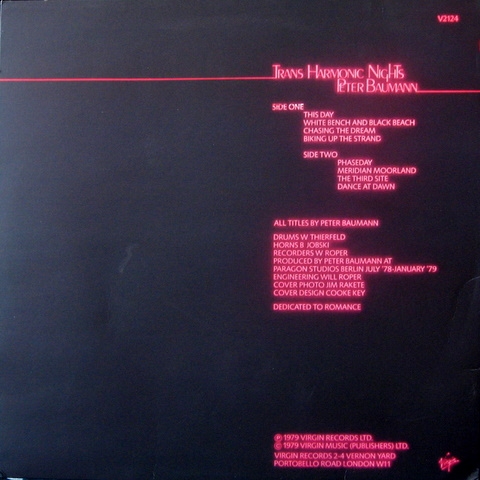 V2124
TRANS HARMONIC NIGHTS
PETER BAUMANN
SIDE ONE
THIS DAY
WHITE BENCH AND BLACK BEACH
CHASING THE DREAM
BIKING UP THE STRAND
SIDE TWO
PHASEDAY
MERIDIAN MOORLAND
THE THIRD SITE
DANCE AT DAWN
ALL TITLES BY PETER BAUMANN
DRUMS W THIERFELD
HORNS B JOBSKI
RECORDERS W ROPER
PRODUCED BY PETER BAUMANN AT
PARAGON STUDIOS BERLIN JULY '78-JANUARY '79
ENGINEERING WILL ROPER
COVER PHOTO JIM RAKETE
COVER DESIGN COOKE KEY
DEDICATED TO ROMANCE
℗ 1979 VIRGIN RECORDS LTD.
© 1979 VIRGIN MUSIC (PUBLISHERS) LTD.
VIRGIN RECORDS 2-4 VERNON YARD
PORTOBELLO ROAD LONDON W11
Virgin